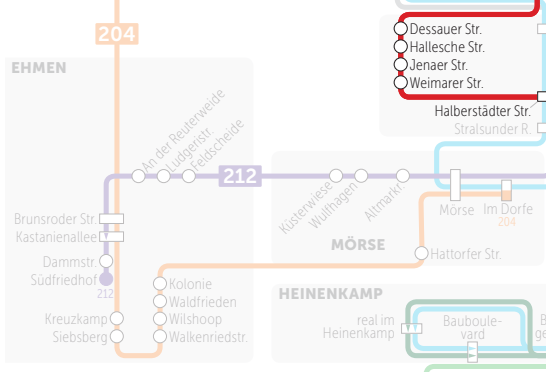 204
EHMEN
Dessauer Str.
Hallesche Str.
Jenaer Str.
Weimarer Str.
Halberstädter Str.
Stralsunder R.
An der Reuterweide
Ludgeristr.
Feldscheide
212
Küsterwiese
Wulfhagen
Altmarkr.
Mörse
Im Dorfe
204
Brunsroder Str.
Kastanienallee
Dammstr.
Südfriedhof
212
MÖRSE
Hattorfer Str.
Kolonie
Waldfrieden
Wilshoop
Walkenriedstr.
Kreuzkamp
Siebsberg
HEINENKAMP
real im
Heinenkamp
Bauboule-
vard
B
ge